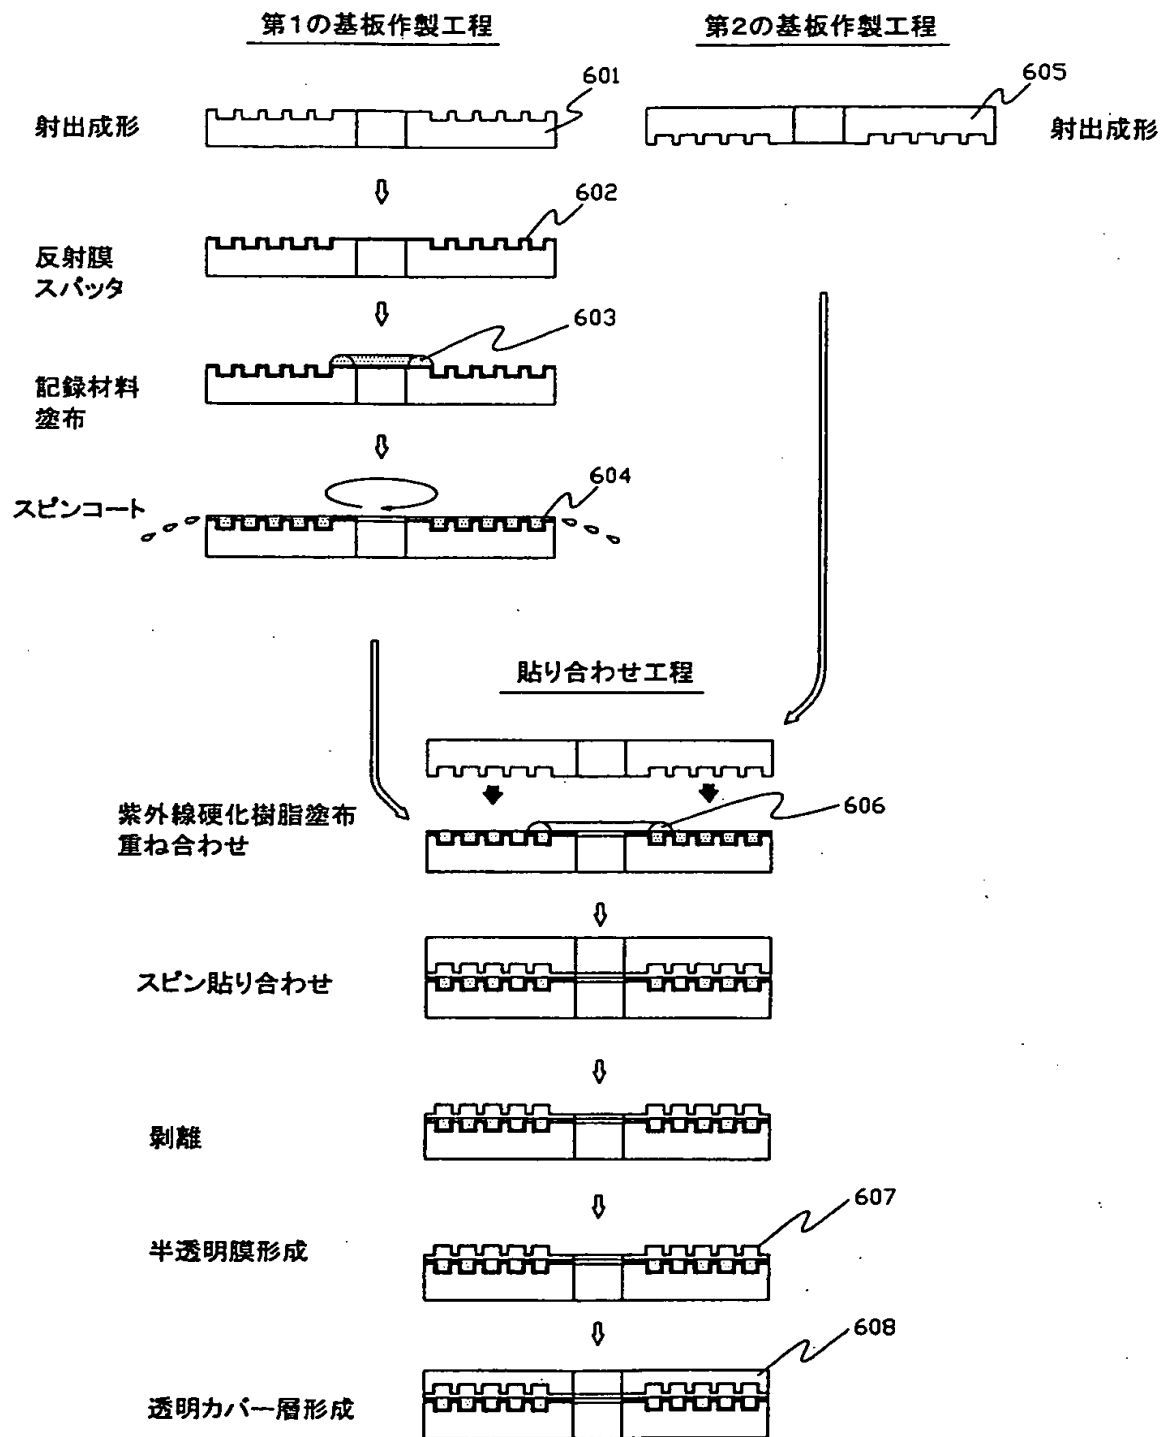 第1の基板作製工程
第2の基板作製工程
601
605
射出成形
射出成形
602
反射膜
スパッタ
603
記録材料
塗布
604
スピンコート
貼り合わせ工程
606
紫外線硬化樹脂塗布
重ね合わせ
スピン貼り合わせ
剥離
607
半透明膜形成
608
透明カバー層形成